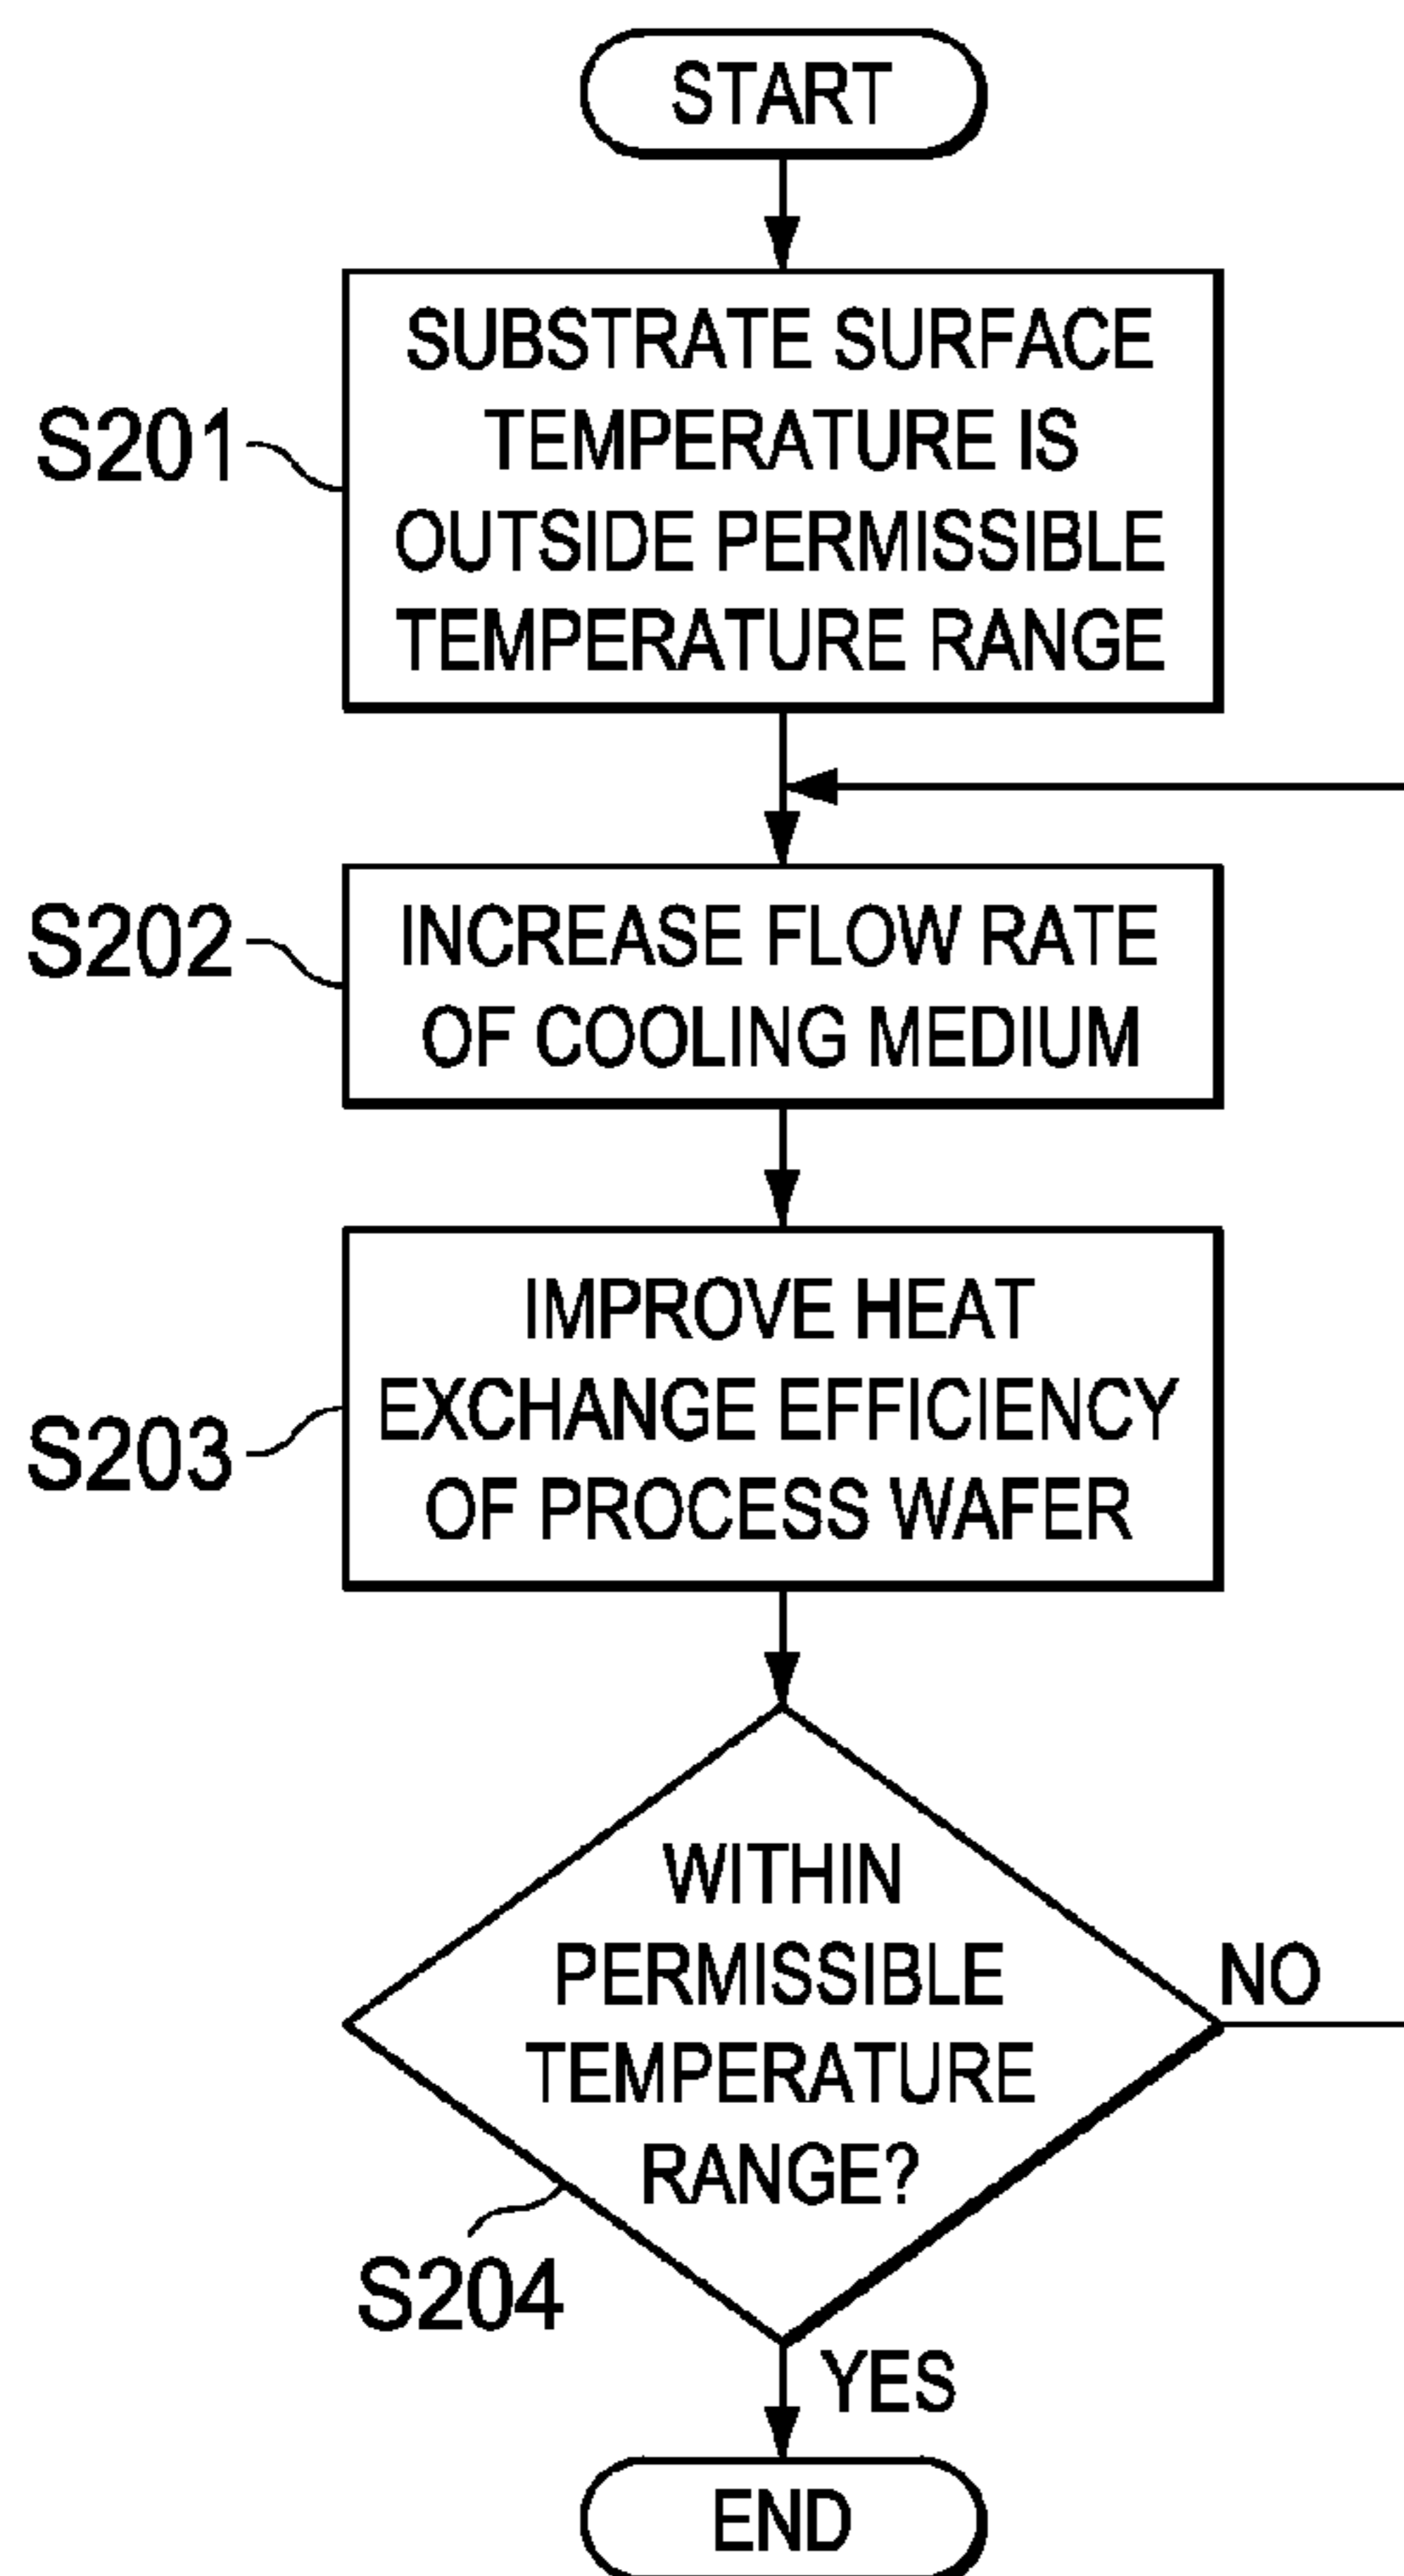 START
SUBSTRATE SURFACE
TEMPERATURE IS
OUTSIDE PERMISSIBLE
TEMPERATURE RANGE
S201
INCREASE FLOW RATE
OF COOLING MEDIUM
S202
IMPROVE HEAT
EXCHANGE EFFICIENCY
OF PROCESS WAFER
S203
WITHIN
PERMISSIBLE
TEMPERATURE
RANGE?
NO
S204
YES
END